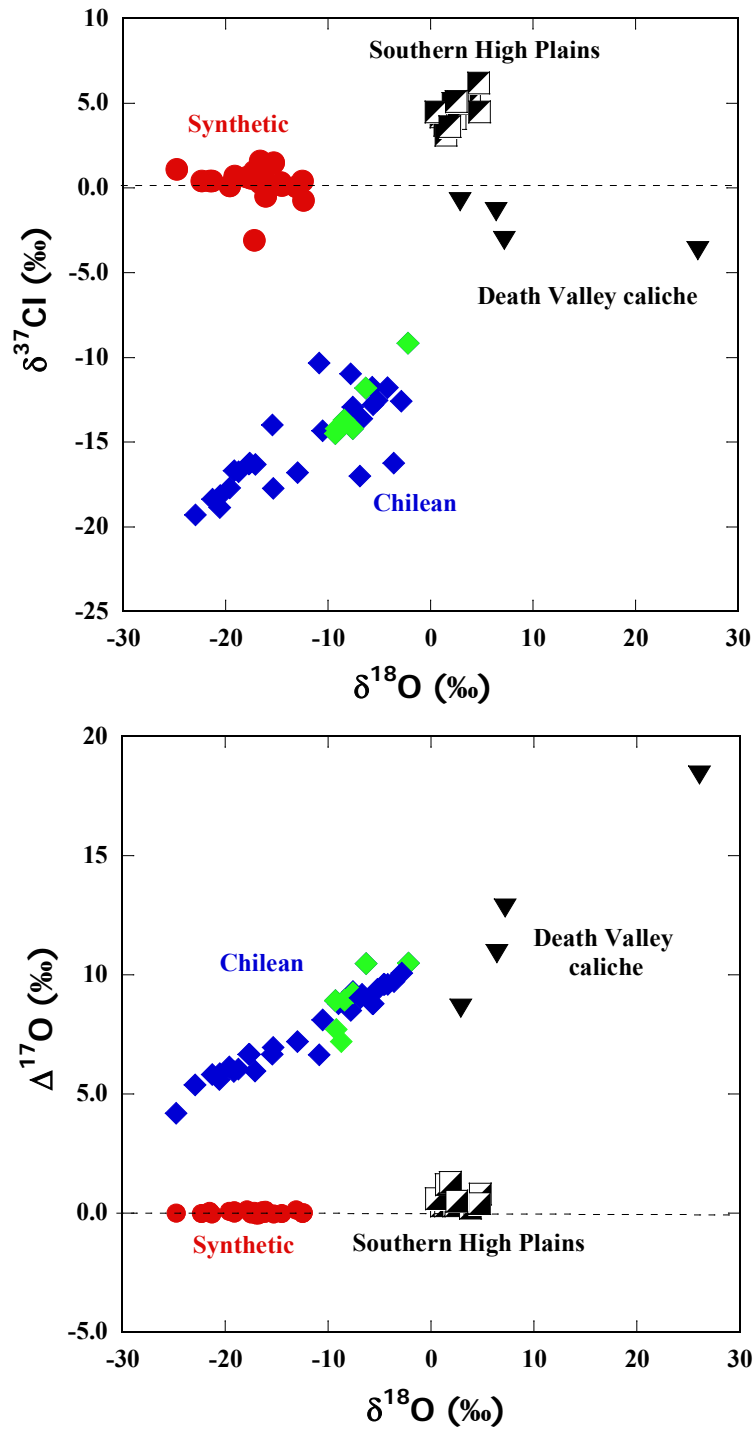 10
5.0
0.0
-5.0
-10
-15
-20
-25
δ³⁷Cl (‰)
Southern High Plains
Synthetic
Death Valley caliche
Chilean
-30 -20 -10 0 10 20 30
δ¹⁸O (‰)
20
15
10
5.0
0.0
-5.0
Δ¹⁷O (‰)
Death Valley
caliche
Chilean
Synthetic
Southern High Plains
-30 -20 -10 0 10 20 30
δ¹⁸O (‰)